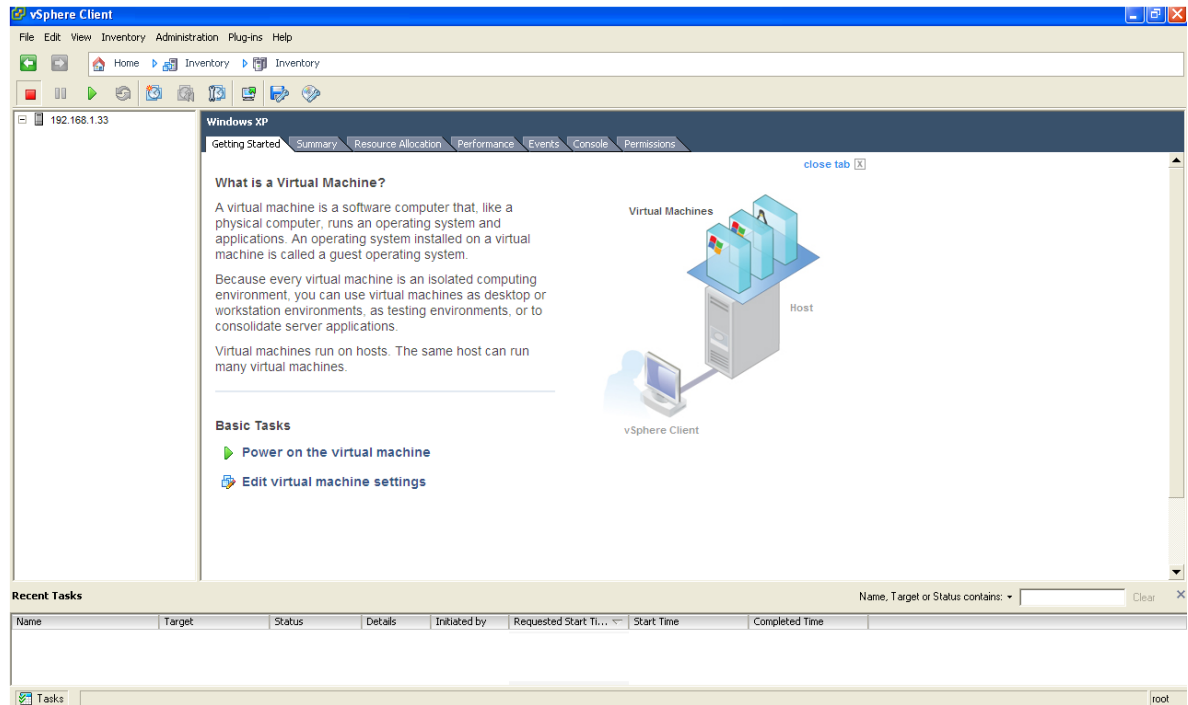 vSphere Client
File Edit View Inventory Administration Plug-ins Help
Home Inventory Inventory
192.168.1.33
Windows XP
Getting Started Summary Resource Allocation Performance Events Console Permissions
close tab X
What is a Virtual Machine?
A virtual machine is a software computer that, like a
physical computer, runs an operating system and
applications. An operating system installed on a virtual
machine is called a guest operating system.
Because every virtual machine is an isolated computing
environment, you can use virtual machines as desktop or
workstation environments, as testing environments, or to
consolidate server applications.
Virtual machines run on hosts. The same host can run
many virtual machines.
Virtual Machines
Host
vSphere Client
Basic Tasks
Power on the virtual machine
Edit virtual machine settings
Recent Tasks
Name, Target or Status contains:
Clear
Name Target Status Details Initiated by Requested Start Ti... Start Time Completed Time
Tasks
root